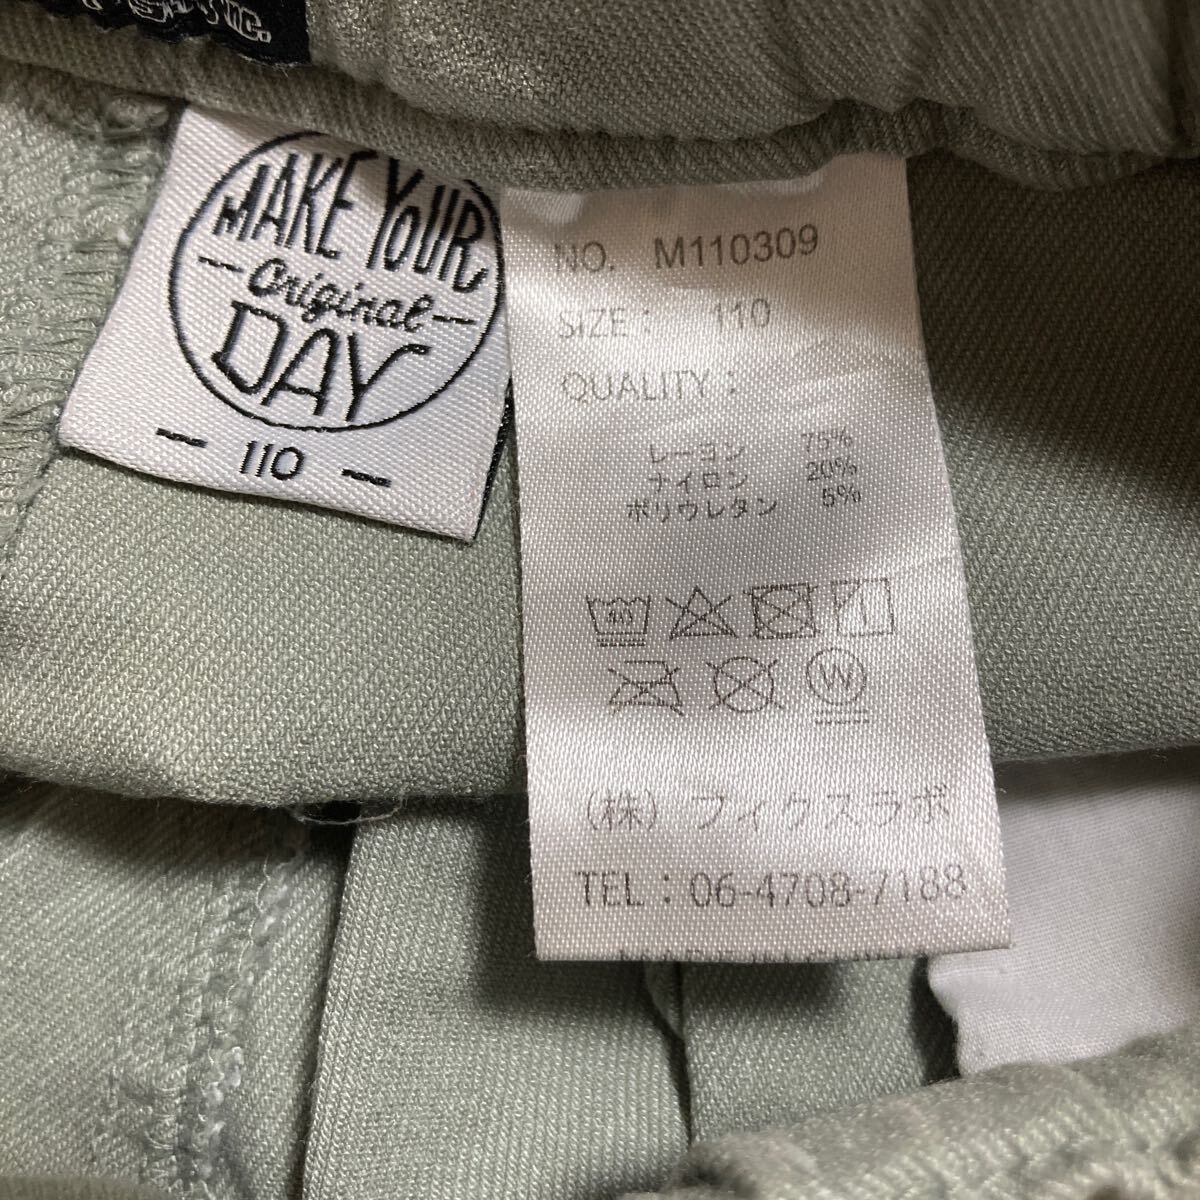 MAKE YOUR
Original
DAY
110
NO. M110309
SIZE : 110
QUALITY :
レーヨン 75%
ナイロン 20%
ポリウレタン 5%
40
W
(株) フィクスラボ
TEL : 06-4708-7188